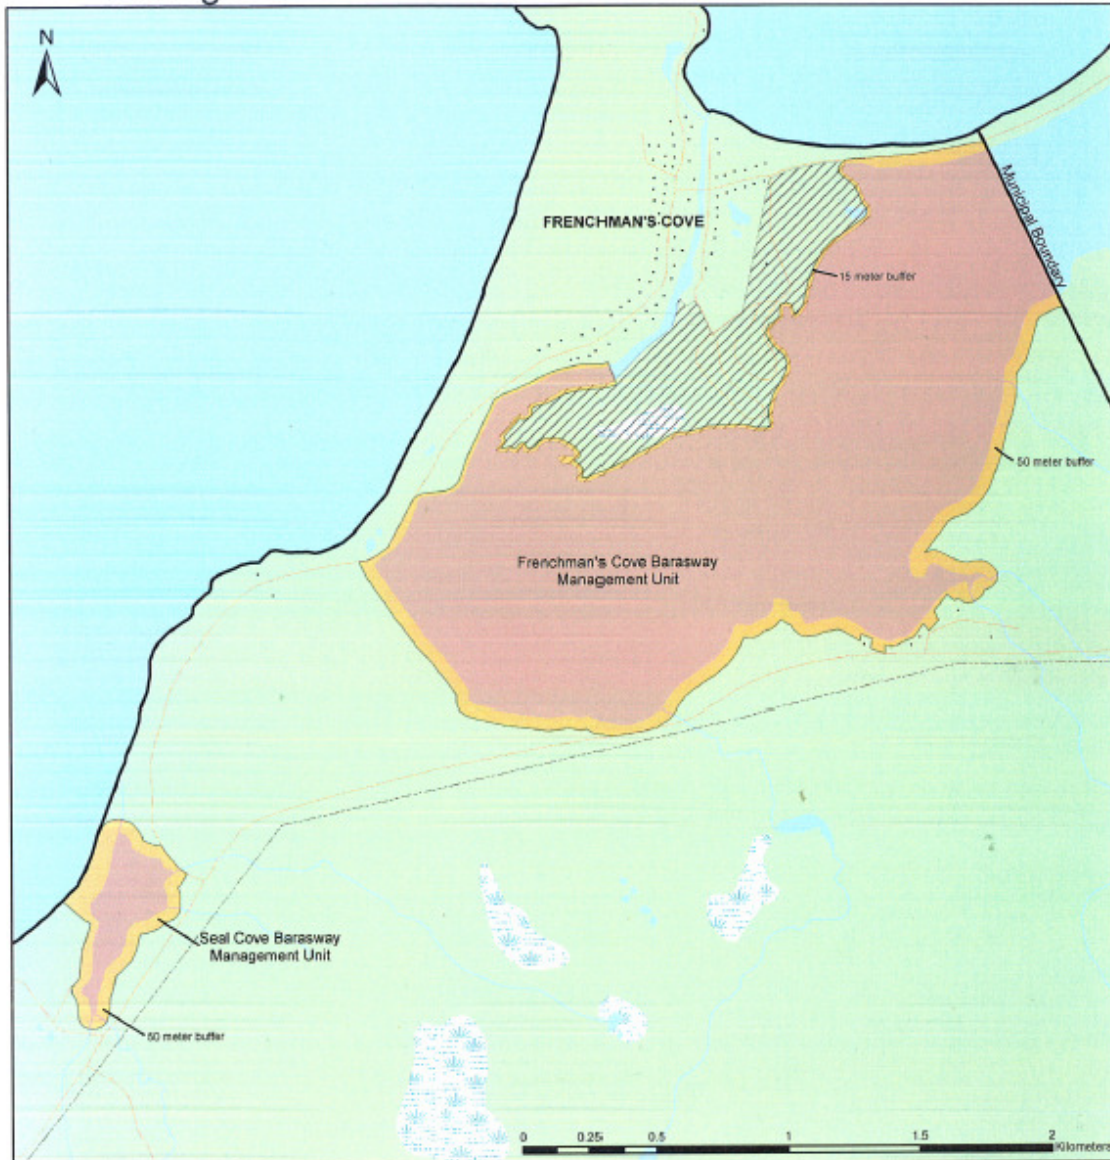 N
FRENCHMAN'S COVE
Municipal Boundary
15 meter buffer
50 meter buffer
Frenchman's Cove Barasway
Management Unit
Seal Cove Barasway
Management Unit
50 meter buffer
0 0.25 0.5 1 1.5 2
Kilometers